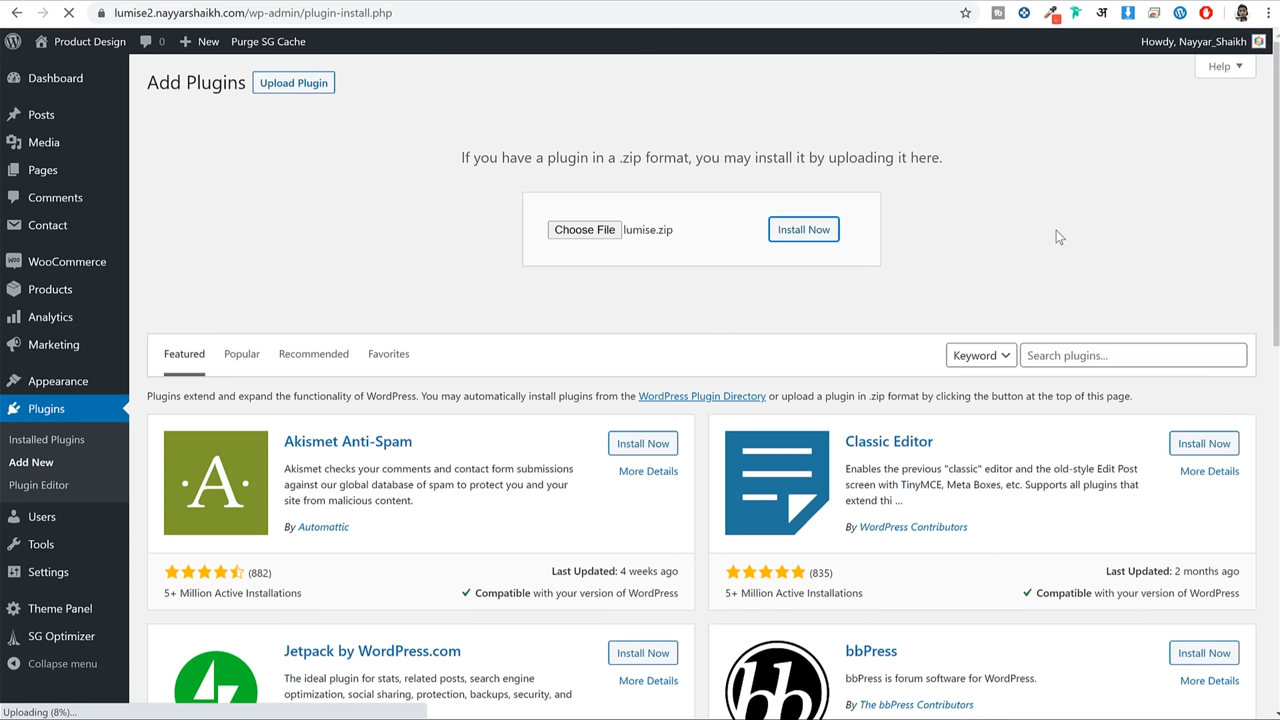 lumise2.nayyarshaikh.com/wp-admin/plugin-install.php
Product Design
0
New
Purge SG Cache
Howdy, Nayyar_Shaikh
Dashboard
Posts
Media
Pages
Comments
Contact
WooCommerce
Products
Analytics
Marketing
Appearance
Plugins
Installed Plugins
Add New
Plugin Editor
Users
Tools
Settings
Theme Panel
SG Optimizer
Collapse menu
Uploading (8%)...
Help
Add Plugins
Upload Plugin
If you have a plugin in a .zip format, you may install it by uploading it here.
Choose File lumise.zip
Install Now
Featured
Popular
Recommended
Favorites
Keyword
Search plugins...
Plugins extend and expand the functionality of WordPress. You may automatically install plugins from the WordPress Plugin Directory or upload a plugin in .zip format by clicking the button at the top of this page.
A
Akismet Anti-Spam
Install Now
More Details
Akismet checks your comments and contact form submissions
against our global database of spam to protect you and your
site from malicious content.
By Automattic
(882)
Last Updated: 4 weeks ago
5+ Million Active Installations
Compatible with your version of WordPress
Classic Editor
Install Now
More Details
Enables the previous "classic" editor and the old-style Edit Post
screen with TinyMCE, Meta Boxes, etc. Supports all plugins that
extend thi ...
By WordPress Contributors
(835)
Last Updated: 2 months ago
5+ Million Active Installations
Compatible with your version of WordPress
Jetpack by WordPress.com
Install Now
More Details
The ideal plugin for stats, related posts, search engine
optimization, social sharing, protection, backups, security, and
bb
bbPress
Install Now
More Details
bbPress is forum software for WordPress.
By The bbPress Contributors